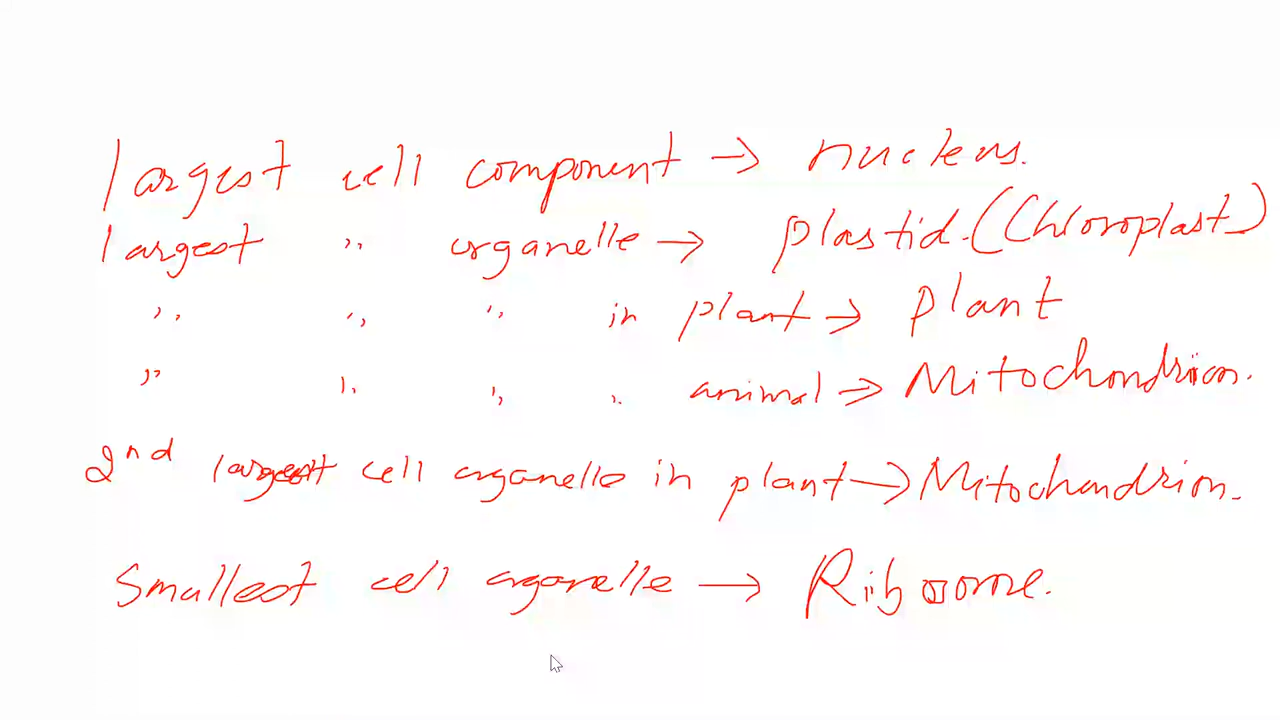 largest cell component → nucleus.
largest ,, organelle → plastid. (Chloroplast)
,, ,, ,, in plant → plant
,, ,, ,, ,, animal → Mitochondrion.
2nd largest cell organelle in plant → Mitochondrion.
Smallest cell organelle → Ribosome.